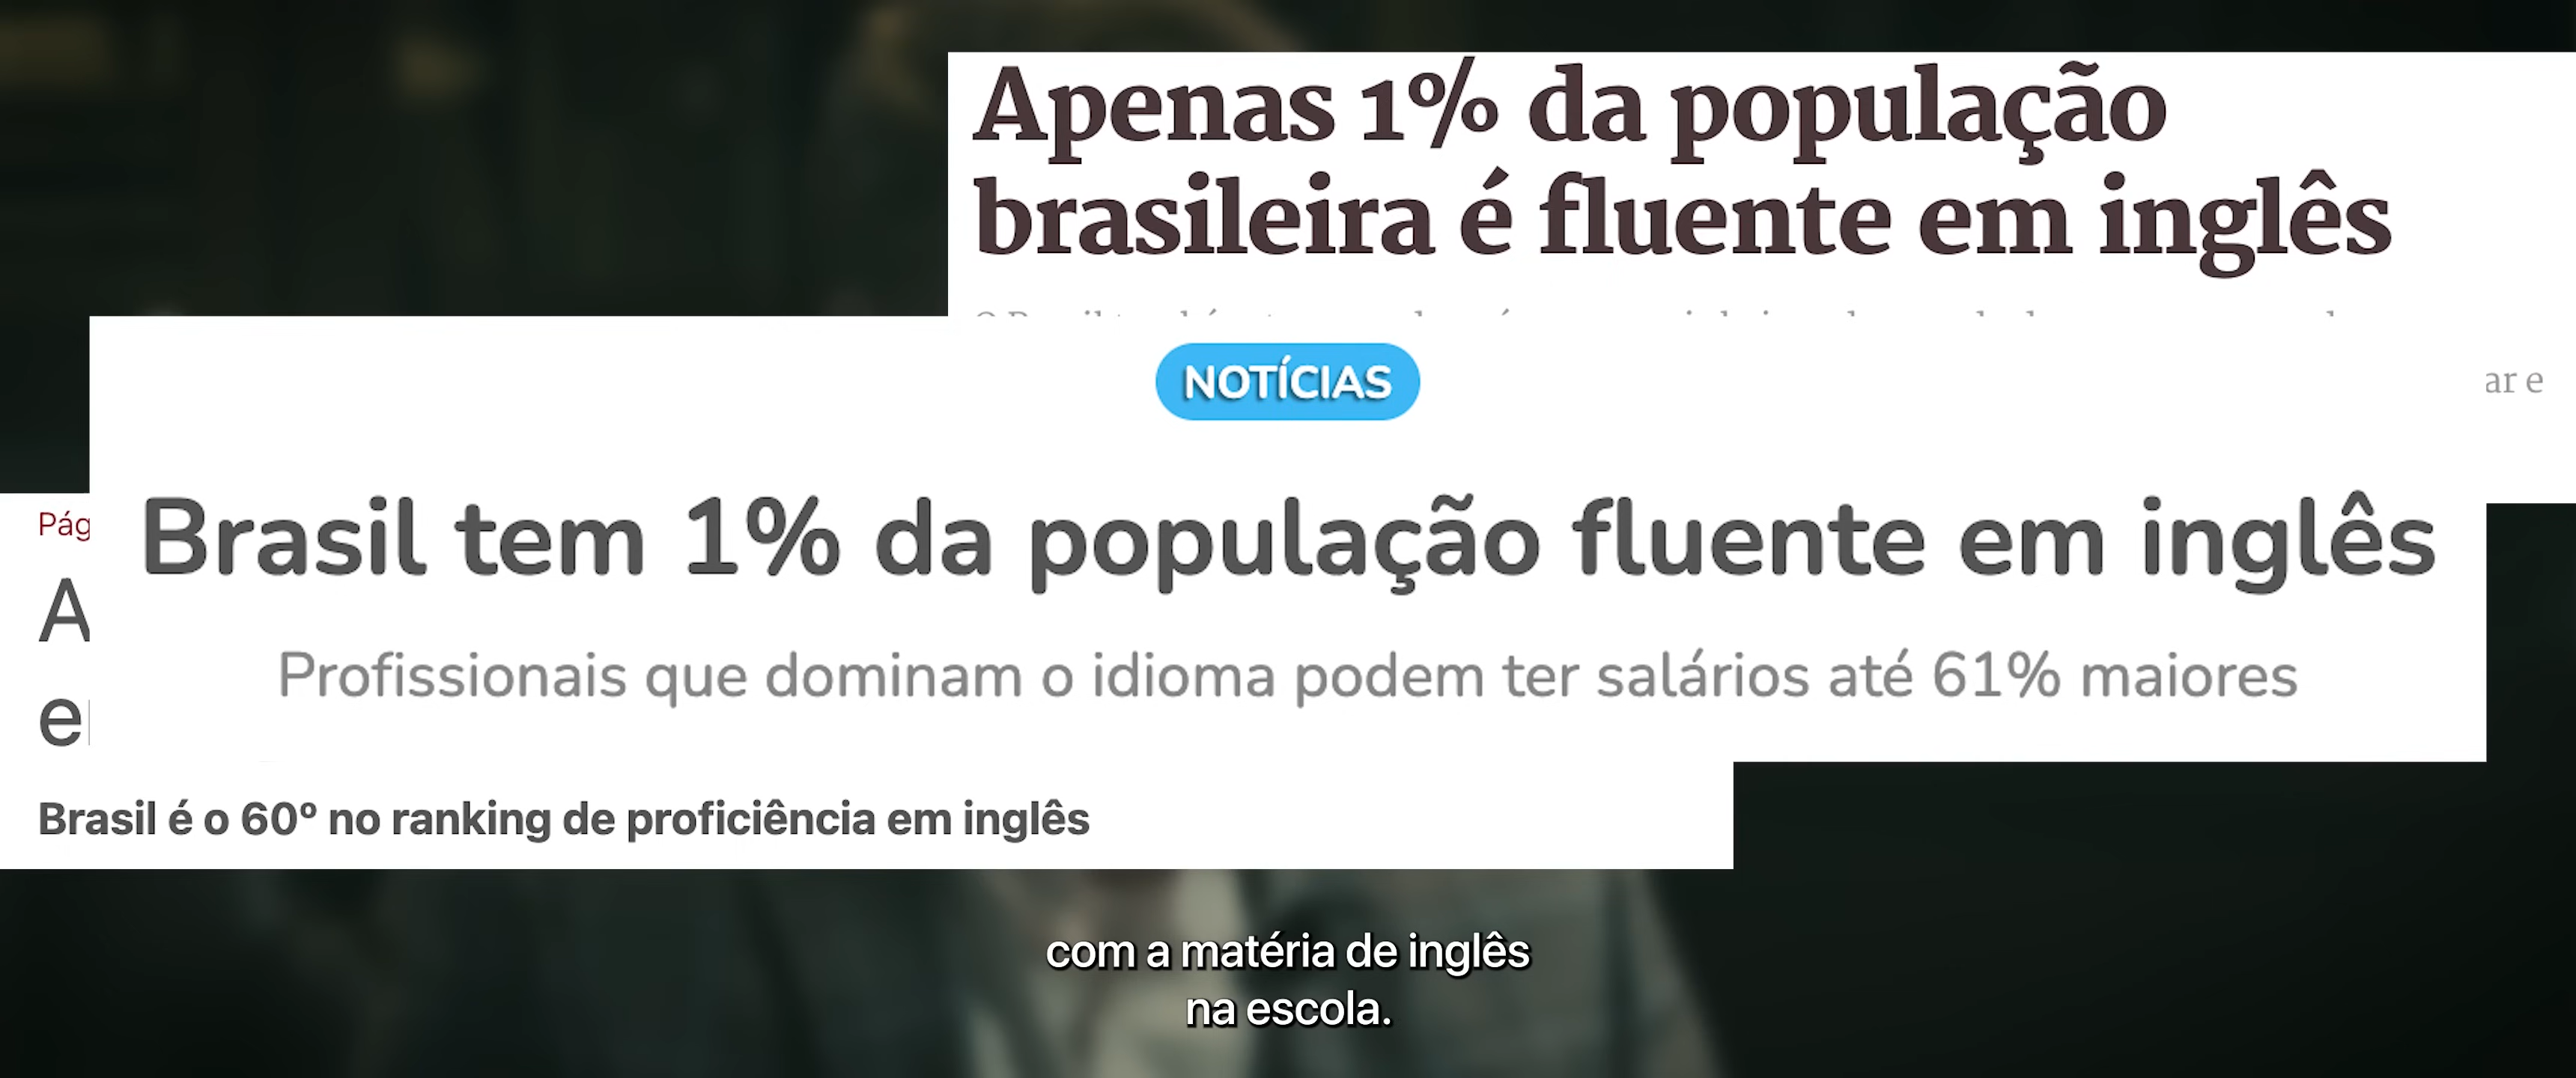 Apenas 1% da população
brasileira é fluente em inglês
NOTÍCIAS
ar e
Brasil tem 1% da população fluente em inglês
Profissionais que dominam o idioma podem ter salários até 61% maiores
Pág
A
e
Brasil é o 60º no ranking de proficiência em inglês
com a matéria de inglês
na escola.